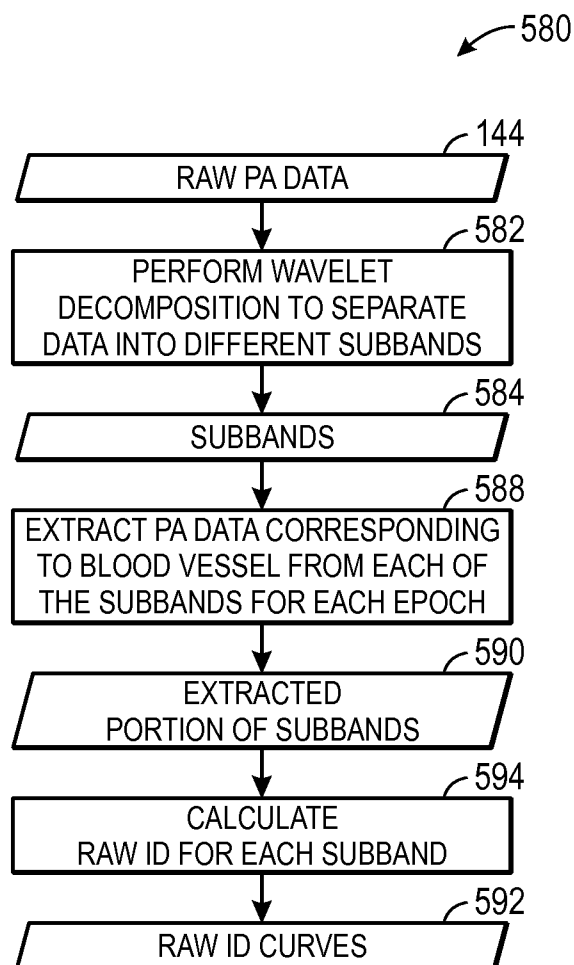 580
144
RAW PA DATA
582
PERFORM WAVELET
DECOMPOSITION TO SEPARATE
DATA INTO DIFFERENT SUBBANDS
584
SUBBANDS
588
EXTRACT PA DATA CORRESPONDING
TO BLOOD VESSEL FROM EACH OF
THE SUBBANDS FOR EACH EPOCH
590
EXTRACTED
PORTION OF SUBBANDS
594
CALCULATE
RAW ID FOR EACH SUBBAND
592
RAW ID CURVES